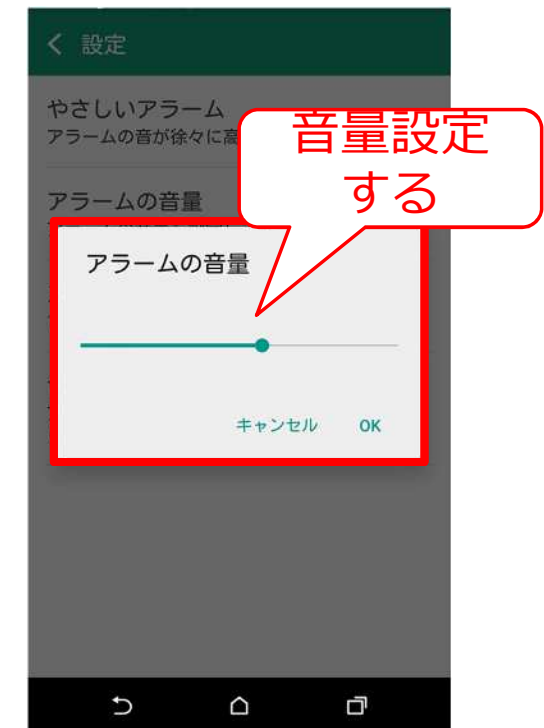 設定
やさしいアラーム
アラームの音が徐々に高
音量設定
する
アラームの音量
アラームの音量
キャンセル OK